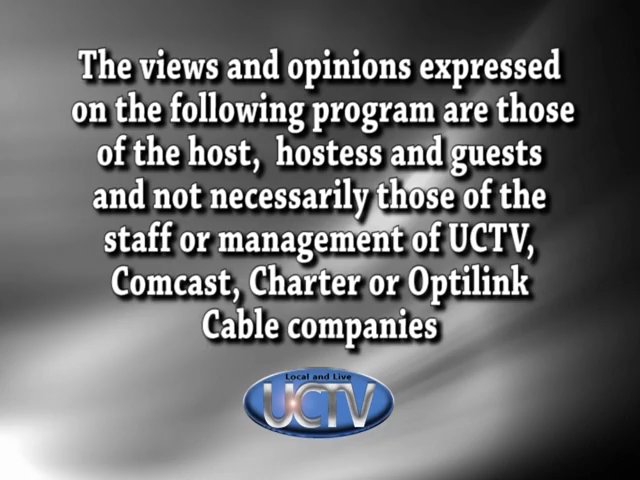 The views and opinions expressed
on the following program are those
of the host, hostess and guests
and not necessarily those of the
staff or management of UCTV,
Comcast, Charter or Optilink
Cable companies
Local and Live
UCTV